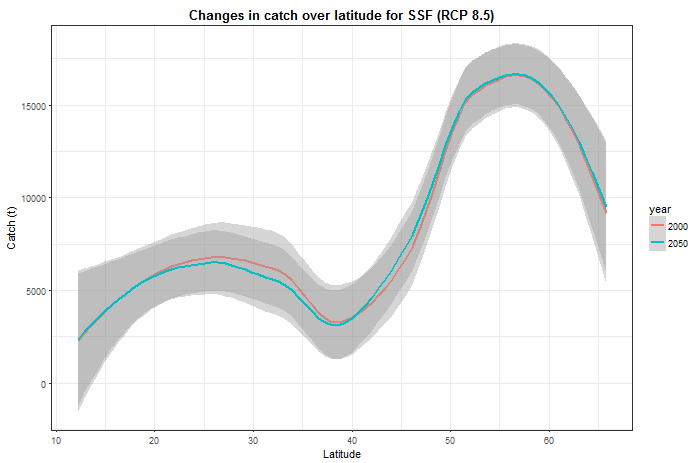 Changes in catch over latitude for SSF (RCP 8.5)
Catch (t)
15000
10000
5000
0
10 20 30 40 50 60
Latitude
year
2000
2050